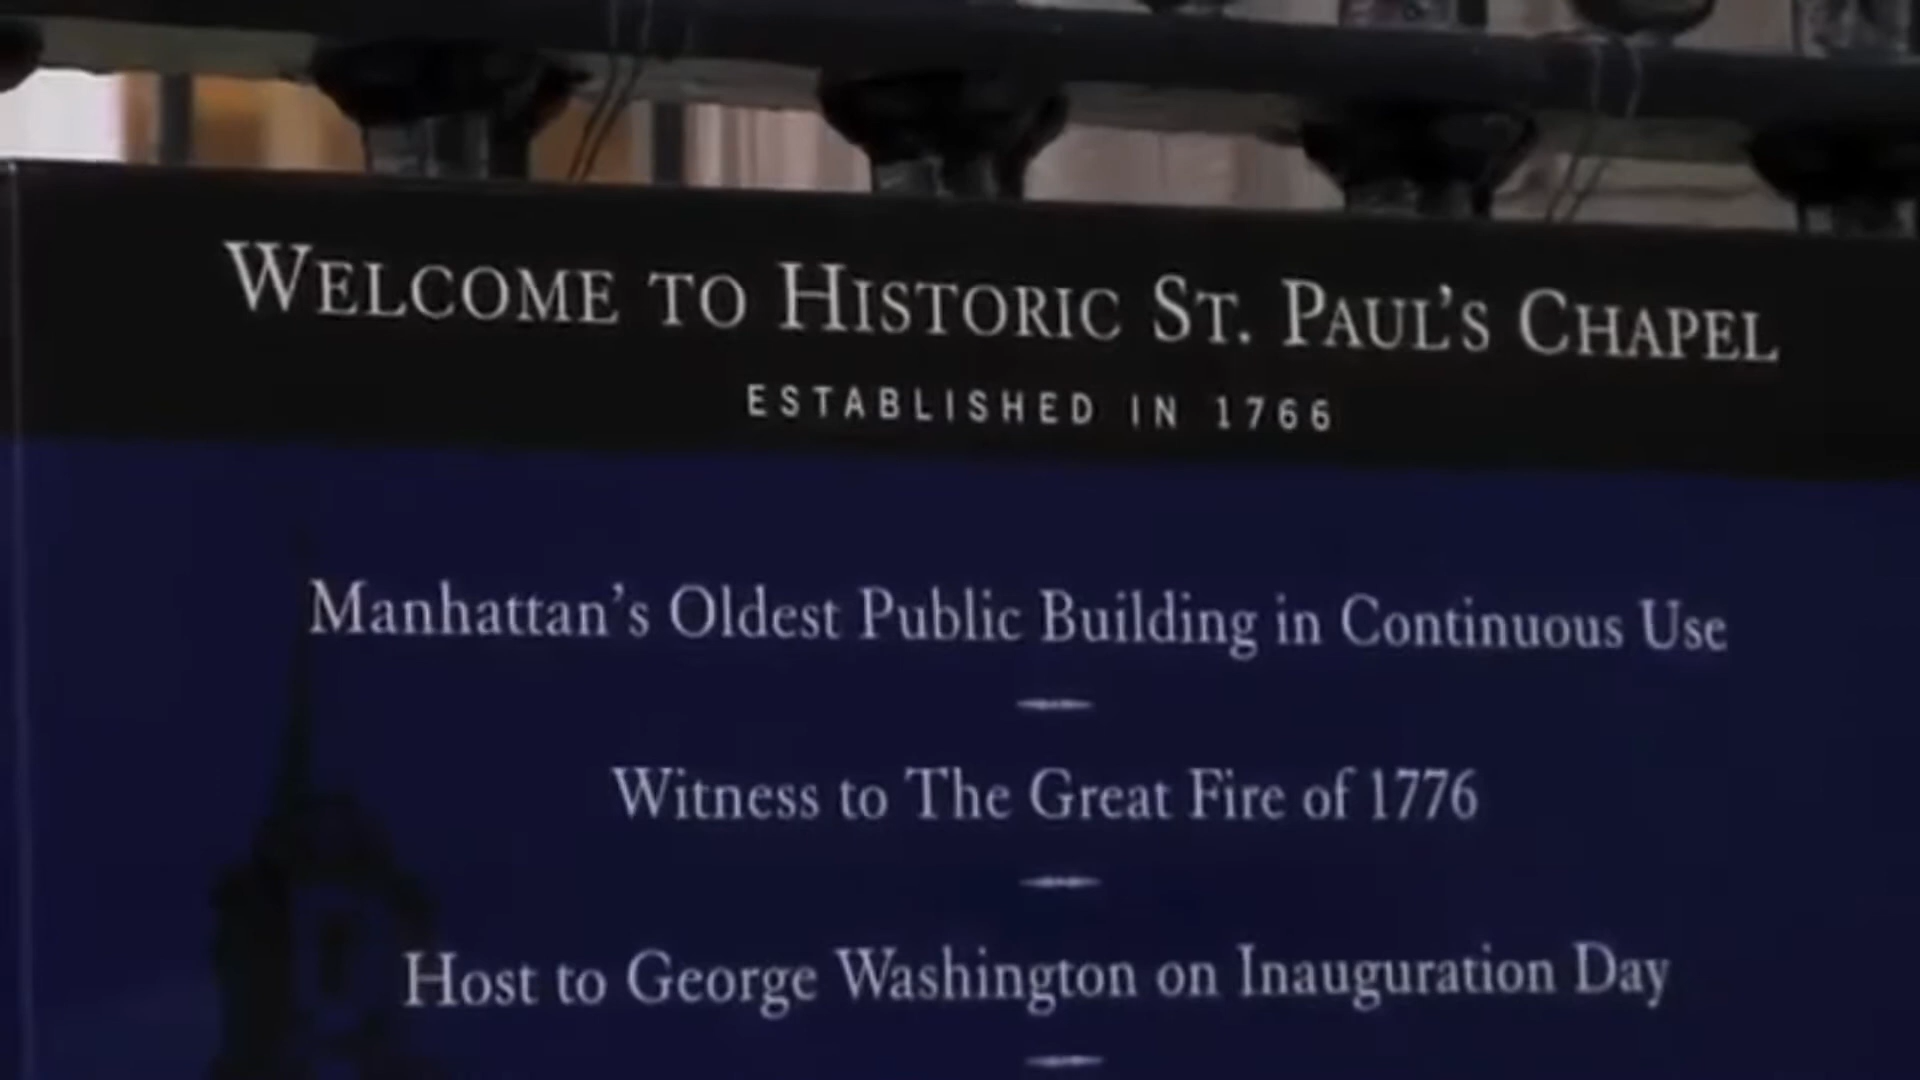 WELCOME TO HISTORIC ST. PAUL'S CHAPEL
ESTABLISHED IN 1766
Manhattan's Oldest Public Building in Continuous Use
Witness to The Great Fire of 1776
Host to George Washington on Inauguration Day